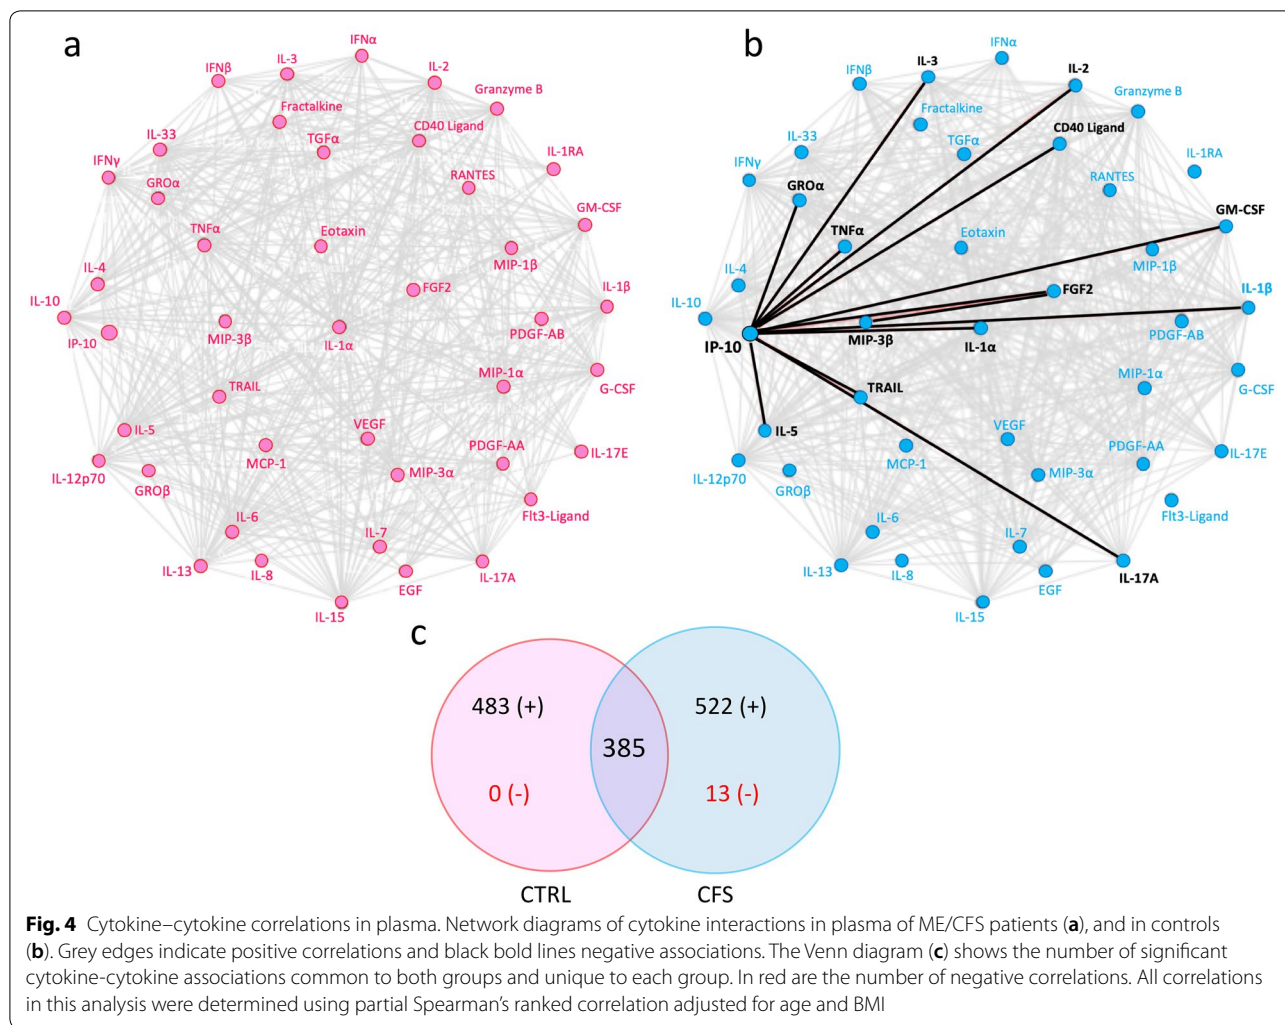 a
IFNα
IL-3
IL-2
IFNβ
Granzyme B
Fractalkine
CD40 Ligand
IL-33
TGFα
IFNγ
IL-1RA
GROα
RANTES
GM-CSF
TNFα
Eotaxin
IL-4
MIP-1β
IL-10
FGF2
IL-1β
IP-10
MIP-3β
IL-1α
PDGF-AB
MIP-1α
G-CSF
TRAIL
IL-5
VEGF
PDGF-AA
IL-17E
IL-12p70
MCP-1
MIP-3α
GROβ
Flt3-Ligand
IL-6
IL-7
IL-13
IL-8
EGF
IL-17A
IL-15
b
IFNα
IL-3
IL-2
IFNβ
Granzyme B
Fractalkine
CD40 Ligand
IL-33
TGFα
IFNγ
IL-1RA
GROα
RANTES
GM-CSF
TNFα
Eotaxin
IL-4
MIP-1β
IL-10
FGF2
IL-1β
IP-10
MIP-3β
IL-1α
PDGF-AB
MIP-1α
G-CSF
TRAIL
IL-5
VEGF
PDGF-AA
IL-17E
IL-12p70
MCP-1
MIP-3α
GROβ
Flt3-Ligand
IL-6
IL-7
IL-13
IL-8
EGF
IL-17A
IL-15
c
483 (+)
522 (+)
385
0 (-)
13 (-)
CTRL
CFS
Fig. 4 Cytokine–cytokine correlations in plasma. Network diagrams of cytokine interactions in plasma of ME/CFS patients (a), and in controls
(b). Grey edges indicate positive correlations and black bold lines negative associations. The Venn diagram (c) shows the number of significant
cytokine-cytokine associations common to both groups and unique to each group. In red are the number of negative correlations. All correlations
in this analysis were determined using partial Spearman's ranked correlation adjusted for age and BMI